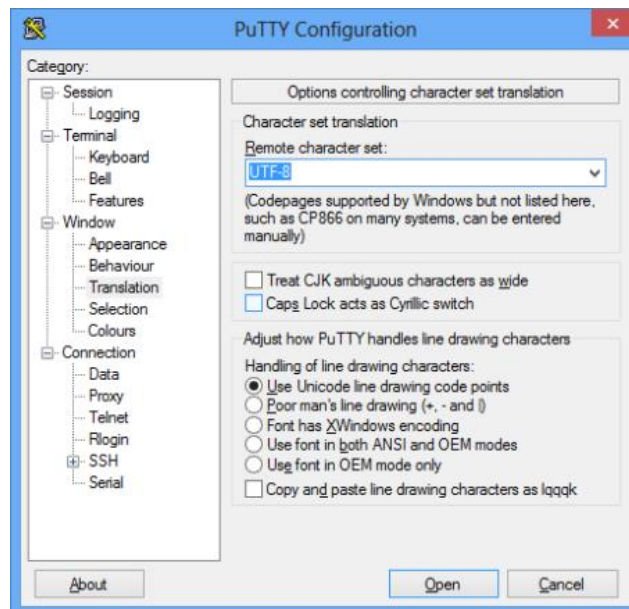 PuTTY Configuration
Category:
Session
Logging
Terminal
Keyboard
Bell
Features
Window
Appearance
Behaviour
Translation
Selection
Colours
Connection
Data
Proxy
Telnet
Rlogin
SSH
Serial
Options controlling character set translation
Character set translation
Remote character set:
UTF-8
(Codepages supported by Windows but not listed here,
such as CP866 on many systems, can be entered
manually)
Treat CJK ambiguous characters as wide
Caps Lock acts as Cyrillic switch
Adjust how PuTTY handles line drawing characters
Handling of line drawing characters:
Use Unicode line drawing code points
Poor man's line drawing (+, - and |)
Font has XWindows encoding
Use font in both ANSI and OEM modes
Use font in OEM mode only
Copy and paste line drawing characters as lqqqk
About
Open
Cancel